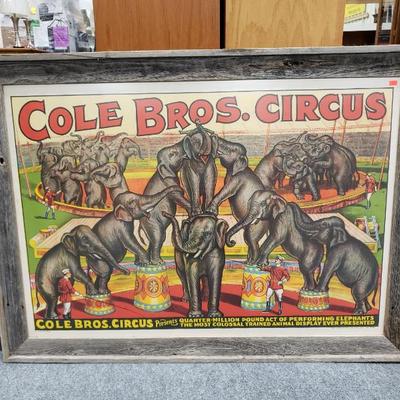 COLE BROS. CIRCUS
COLE BROS. CIRCUS Presents QUARTER-MILLION POUND ACT OF PERFORMING ELEPHANTS
THE MOST COLOSSAL TRAINED ANIMAL DISPLAY EVER PRESENTED